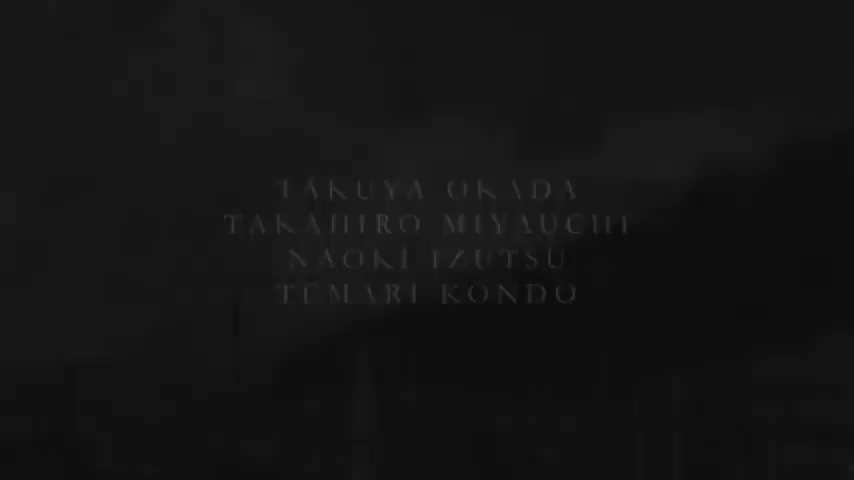 TAKUYA OKADA
TAKAHIRO MIYAUCHI
NAOKI IZUTSU
TEMARI KONDO